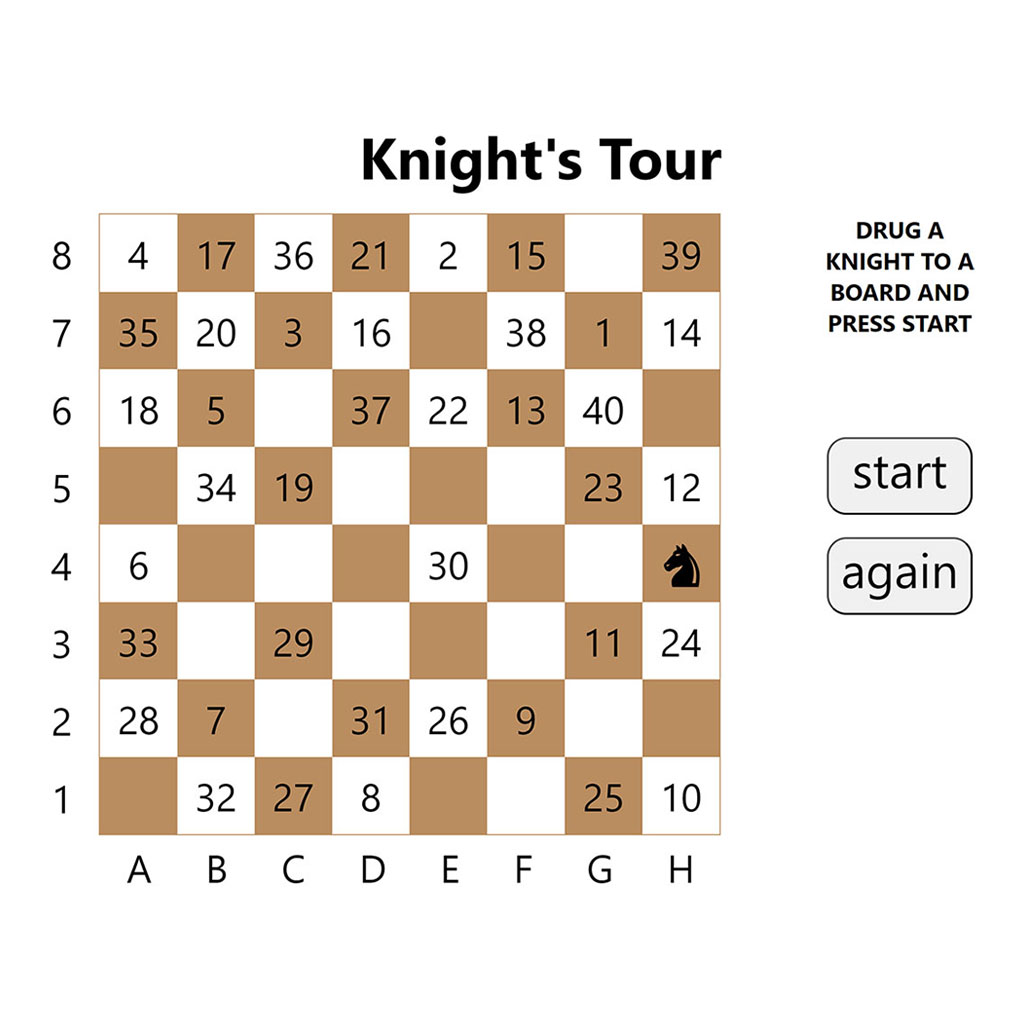 Knight's Tour
8 4 17 36 21 2 15 39
7 35 20 3 16 38 1 14
6 18 5 37 22 13 40
5 34 19 23 12
4 6 30
3 33 29 11 24
2 28 7 31 26 9
1 32 27 8 25 10
A B C D E F G H
DRUG A
KNIGHT TO A
BOARD AND
PRESS START
start
again